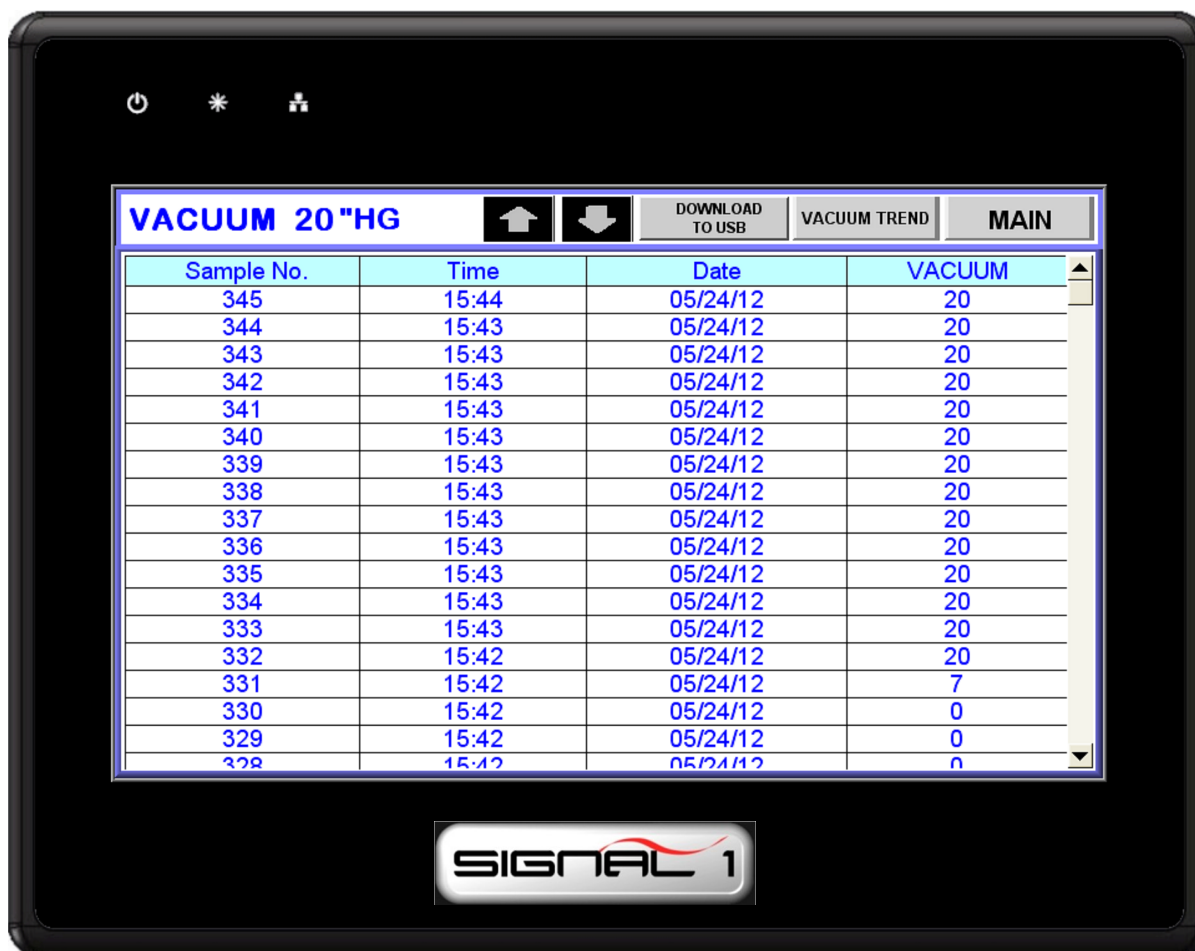 VACUUM 20"HG
DOWNLOAD
TO USB
VACUUM TREND
MAIN
Sample No. Time Date VACUUM
345 15:44 05/24/12 20
344 15:43 05/24/12 20
343 15:43 05/24/12 20
342 15:43 05/24/12 20
341 15:43 05/24/12 20
340 15:43 05/24/12 20
339 15:43 05/24/12 20
338 15:43 05/24/12 20
337 15:43 05/24/12 20
336 15:43 05/24/12 20
335 15:43 05/24/12 20
334 15:43 05/24/12 20
333 15:43 05/24/12 20
332 15:42 05/24/12 20
331 15:42 05/24/12 7
330 15:42 05/24/12 0
329 15:42 05/24/12 0
328 15:42 05/24/12 0
SIGNAL 1